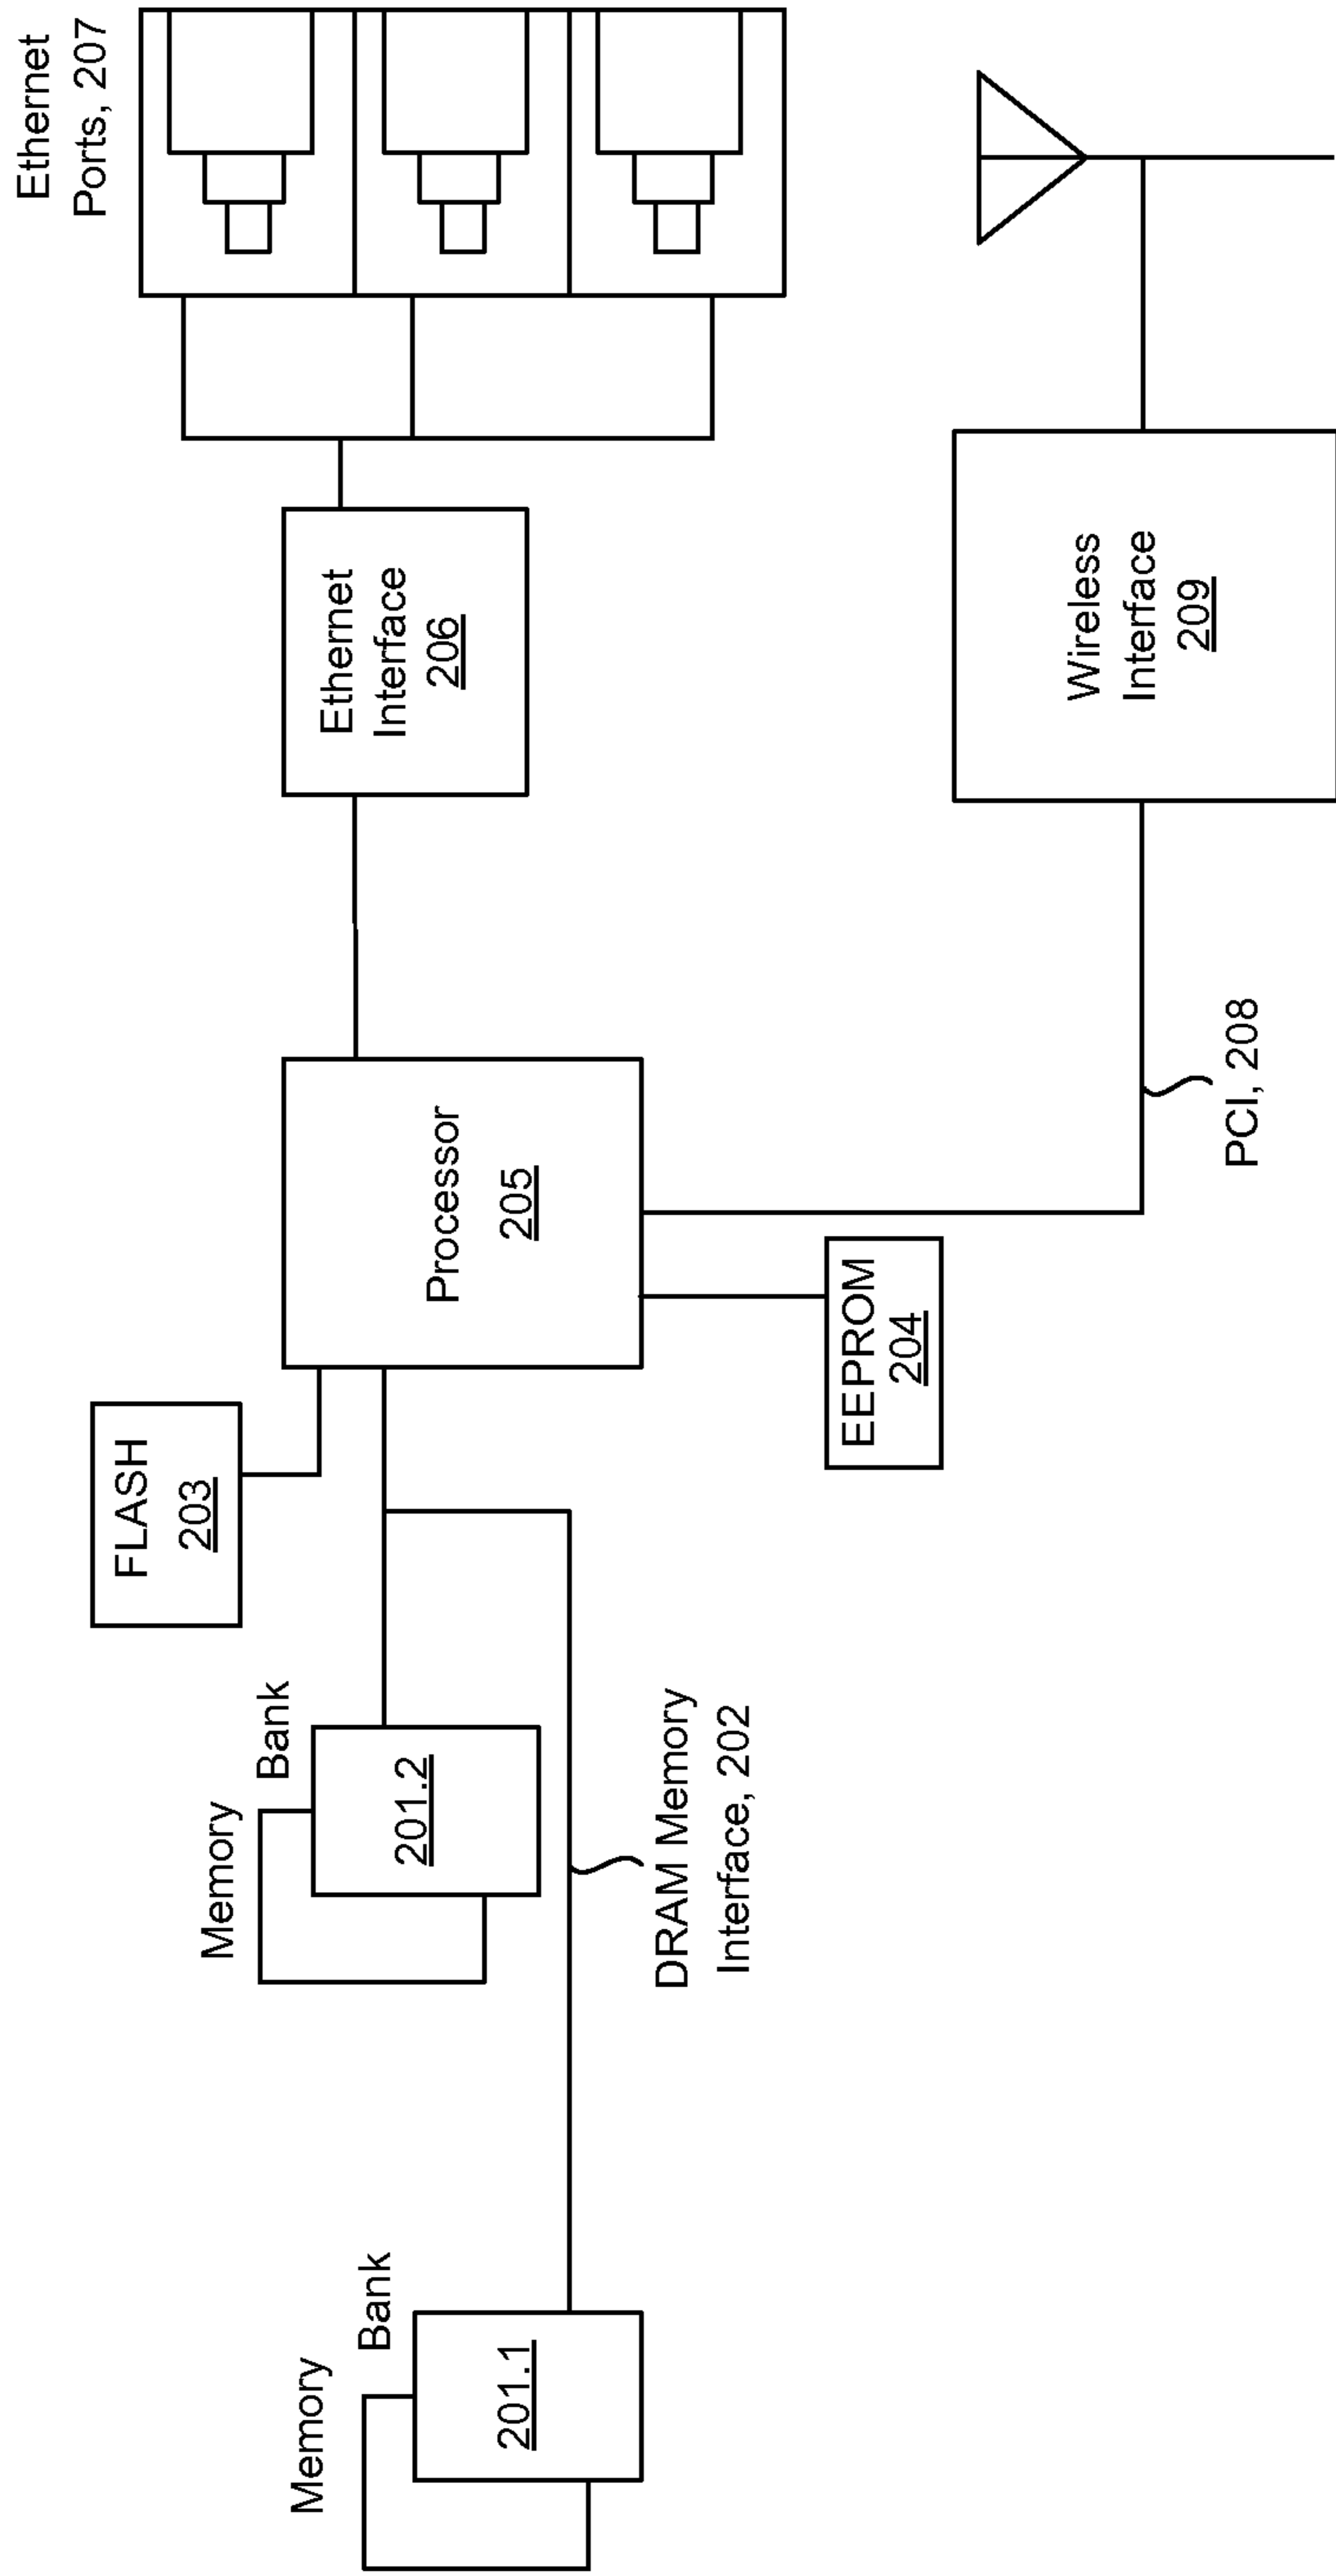 Memory
Bank
201.1
Memory
Bank
201.2
DRAM Memory
Interface, 202
FLASH
203
EEPROM
204
Processor
205
PCI, 208
Ethernet
Interface
206
Wireless
Interface
209
Ethernet
Ports, 207